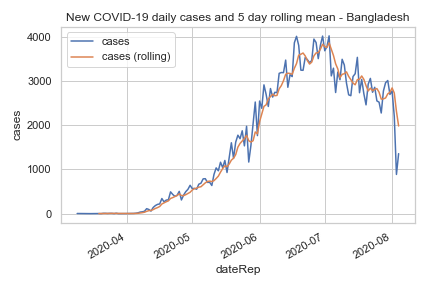 New COVID-19 daily cases and 5 day rolling mean - Bangladesh
cases
cases (rolling)
4000
3000
2000
1000
0
cases
2020-04
2020-05
2020-06
2020-07
2020-08
dateRep